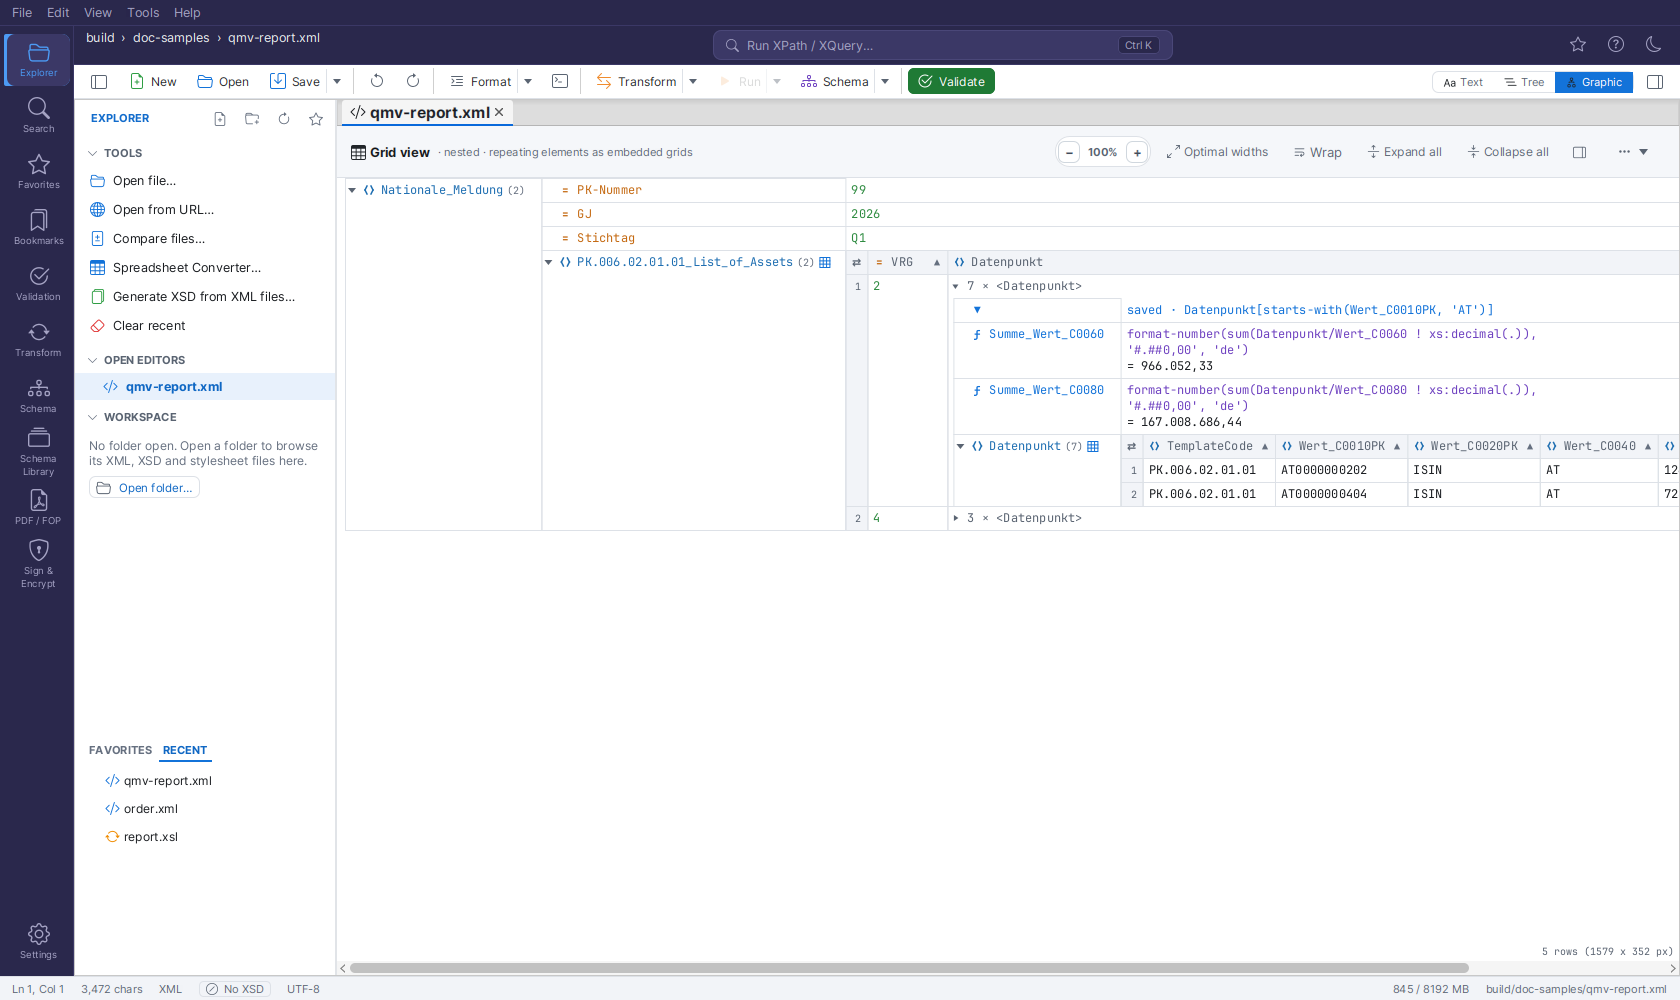 File Edit View Tools Help
build › doc-samples › qmv-report.xml
Run XPath / XQuery... Ctrl K
New Open Save Format Transform Run Schema Validate
Aa Text Tree Graphic
Explorer
Search
Favorites
Bookmarks
Validation
Transform
Schema
Schema
Library
PDF / FOP
Sign &
Encrypt
Settings
EXPLORER
TOOLS
Open file...
Open from URL...
Compare files...
Spreadsheet Converter...
Generate XSD from XML files...
Clear recent
OPEN EDITORS
qmv-report.xml
WORKSPACE
No folder open. Open a folder to browse
its XML, XSD and stylesheet files here.
Open folder...
FAVORITES RECENT
qmv-report.xml
order.xml
report.xsl
qmv-report.xml
Grid view · nested · repeating elements as embedded grids
− 100% + Optimal widths Wrap Expand all Collapse all ···
Nationale_Meldung (2) = PK-Nummer 99
= GJ 2026
= Stichtag Q1
PK.006.02.01.01_List_of_Assets (2) = VRG ▲ Datenpunkt
1 2 7 × <Datenpunkt>
saved · Datenpunkt[starts-with(Wert_C0010PK, 'AT')]
ƒ Summe_Wert_C0060 format-number(sum(Datenpunkt/Wert_C0060 ! xs:decimal(.)),
'#.##0,00', 'de')
= 966.052,33
ƒ Summe_Wert_C0080 format-number(sum(Datenpunkt/Wert_C0080 ! xs:decimal(.)),
'#.##0,00', 'de')
= 167.008.686,44
Datenpunkt (7) TemplateCode ▲ Wert_C0010PK ▲ Wert_C0020PK ▲ Wert_C0040 ▲
1 PK.006.02.01.01 AT0000000202 ISIN AT 12
2 PK.006.02.01.01 AT0000000404 ISIN AT 72
2 4 3 × <Datenpunkt>
5 rows (1579 x 352 px)
Ln 1, Col 1 3,472 chars XML No XSD UTF-8 845 / 8192 MB build/doc-samples/qmv-report.xml